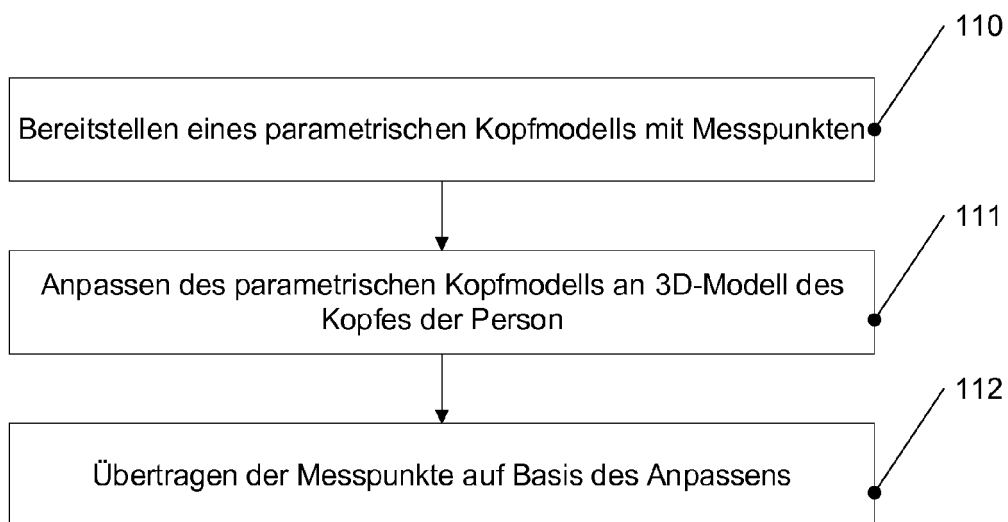 110
Bereitstellen eines parametrischen Kopfmodells mit Messpunkten
111
Anpassen des parametrischen Kopfmodells an 3D-Modell des
Kopfes der Person
112
Übertragen der Messpunkte auf Basis des Anpassens